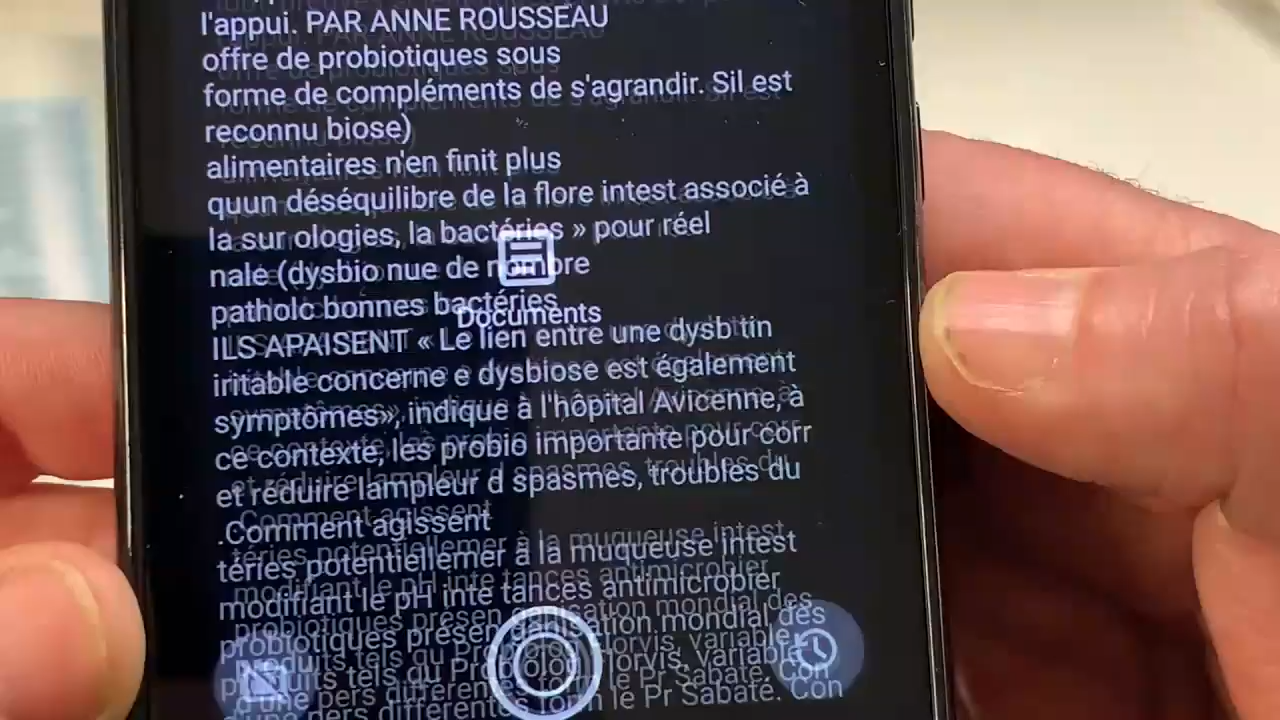 l'appui. PAR ANNE ROUSSEAU
offre de probiotiques sous
forme de compléments de s'agrandir. Sil est
reconnu biose)
alimentaires n'en finit plus
quun déséquilibre de la flore intest associé à
la sur ologies, la bactéries » pour réel
nale (dysbio nue de nombre
patholc bonnes bactéries
Documents
ILS APAISENT « Le lien entre une dysb tin
iritable concerne e dysbiose est également
symptômes», indique à l'hôpital Avicenne, à
ce contexte, les probio importante pour corr
et réduire lampleur d spasmes, troubles du
.Comment agissent
téries potentiellemer à la muqueuse intest
modifiant le pH inte tances antimicrobier
probiotiques présen ganisation mondial des
produits tels qu Florvis, variable
d'une pers différentes le Pr Sabaté. Con